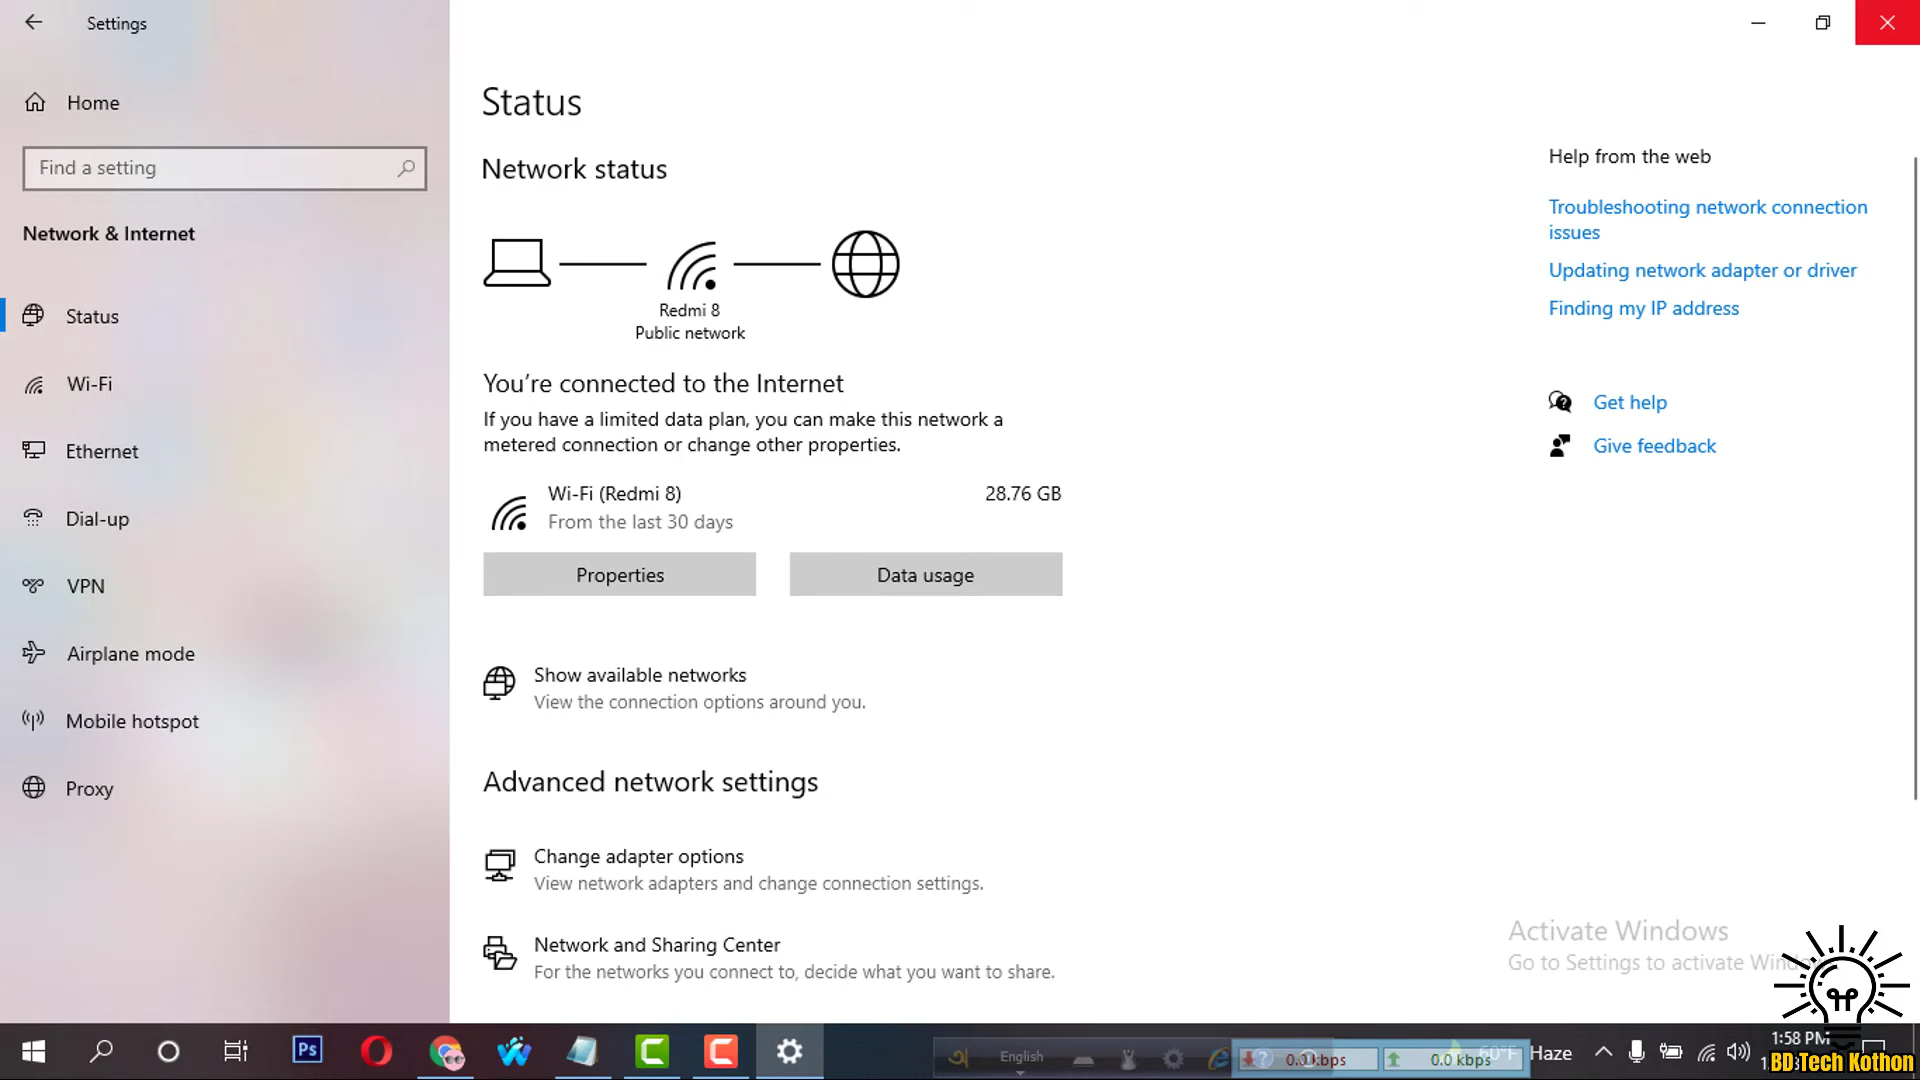 Settings
Home
Find a setting
Network & Internet
Status
Wi-Fi
Ethernet
Dial-up
VPN
Airplane mode
Mobile hotspot
Proxy
Status
Network status
Redmi 8
Public network
You're connected to the Internet
If you have a limited data plan, you can make this network a
metered connection or change other properties.
Wi-Fi (Redmi 8)
28.76 GB
From the last 30 days
Properties
Data usage
Show available networks
View the connection options around you.
Advanced network settings
Change adapter options
View network adapters and change connection settings.
Network and Sharing Center
For the networks you connect to, decide what you want to share.
Help from the web
Troubleshooting network connection
issues
Updating network adapter or driver
Finding my IP address
Get help
Give feedback
Activate Windows
Go to Settings to activate
Ps
অ
English
0.0 kbps
0.0 kbps
60°F Haze
1:58 PM
BD Tech Kothon